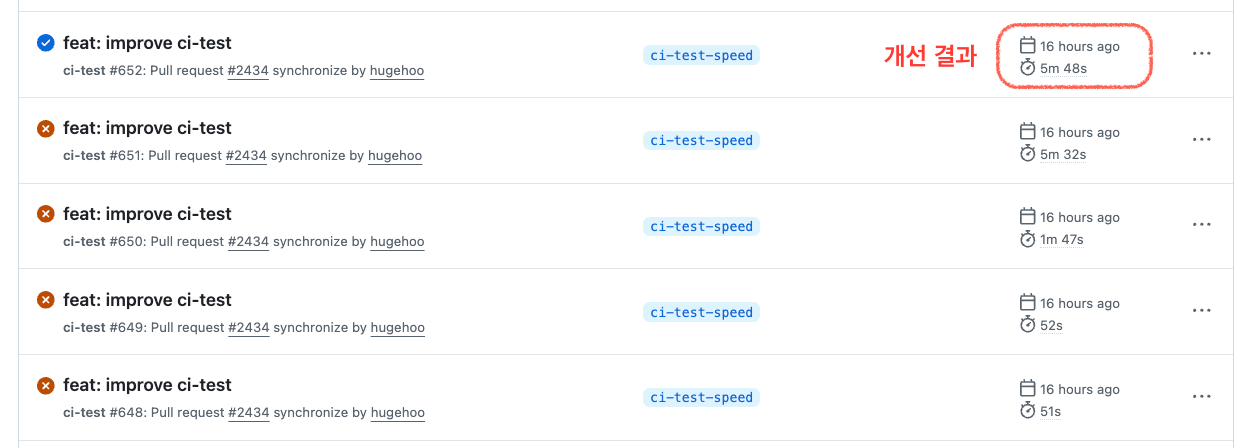 feat: improve ci-test
ci-test #652: Pull request #2434 synchronize by hugehoo
ci-test-speed
개선 결과
16 hours ago
5m 48s
feat: improve ci-test
ci-test #651: Pull request #2434 synchronize by hugehoo
ci-test-speed
16 hours ago
5m 32s
feat: improve ci-test
ci-test #650: Pull request #2434 synchronize by hugehoo
ci-test-speed
16 hours ago
1m 47s
feat: improve ci-test
ci-test #649: Pull request #2434 synchronize by hugehoo
ci-test-speed
16 hours ago
52s
feat: improve ci-test
ci-test #648: Pull request #2434 synchronize by hugehoo
ci-test-speed
16 hours ago
51s